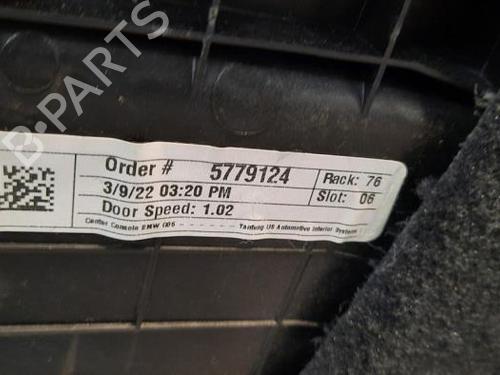 B-PARTS
Order # 5779124 Rack: 76
3/9/22 03:20 PM Slot: 06
Door Speed: 1.02
Center Console BMW Yanfeng US Automotive Interior Systems